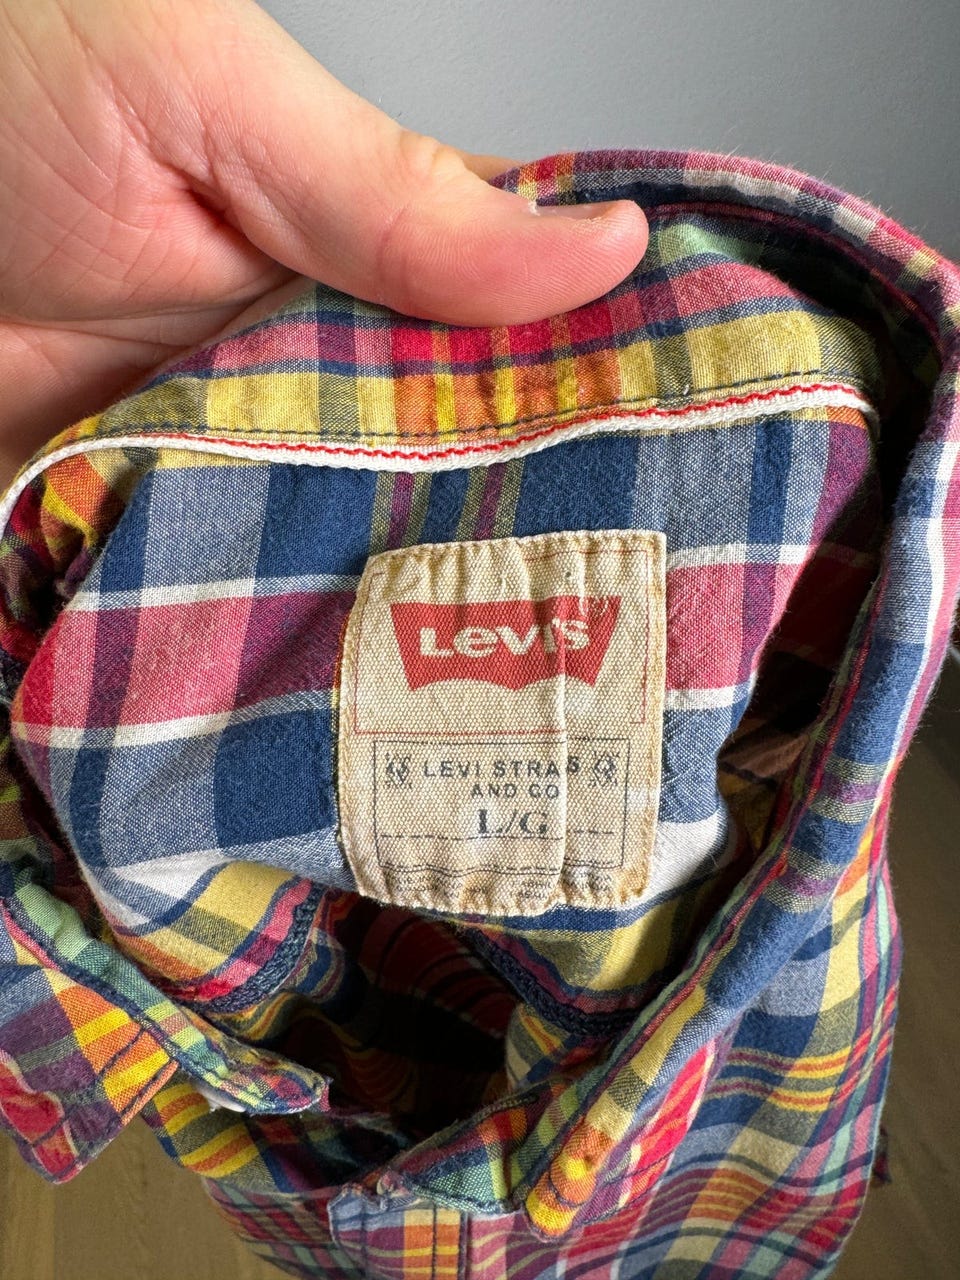 Levi's
LEVI STRAUSS
AND CO
L/G